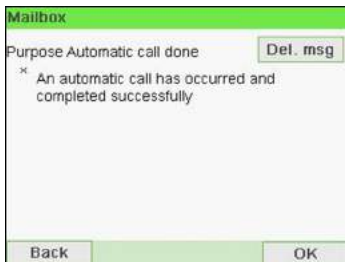 Mailbox
Purpose Automatic call done Del. msg
× An automatic call has occurred and
completed successfully
Back OK